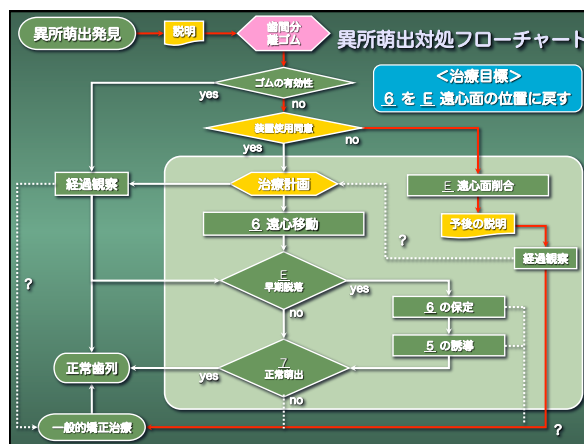 異所萌出発見
説明
歯間分
離ゴム
異所萌出対処フローチャート
<治療目標>
6 を E 遠心面の位置に戻す
ゴムの有効性
yes
no
装置使用同意
yes
no
経過観察
治療計画
E 遠心面削合
6 遠心移動
予後の説明
?
経過観察
E
早期脱落
yes
no
?
6 の保定
5 の誘導
正常歯列
7
正常萌出
yes
no
一般的矯正治療
?